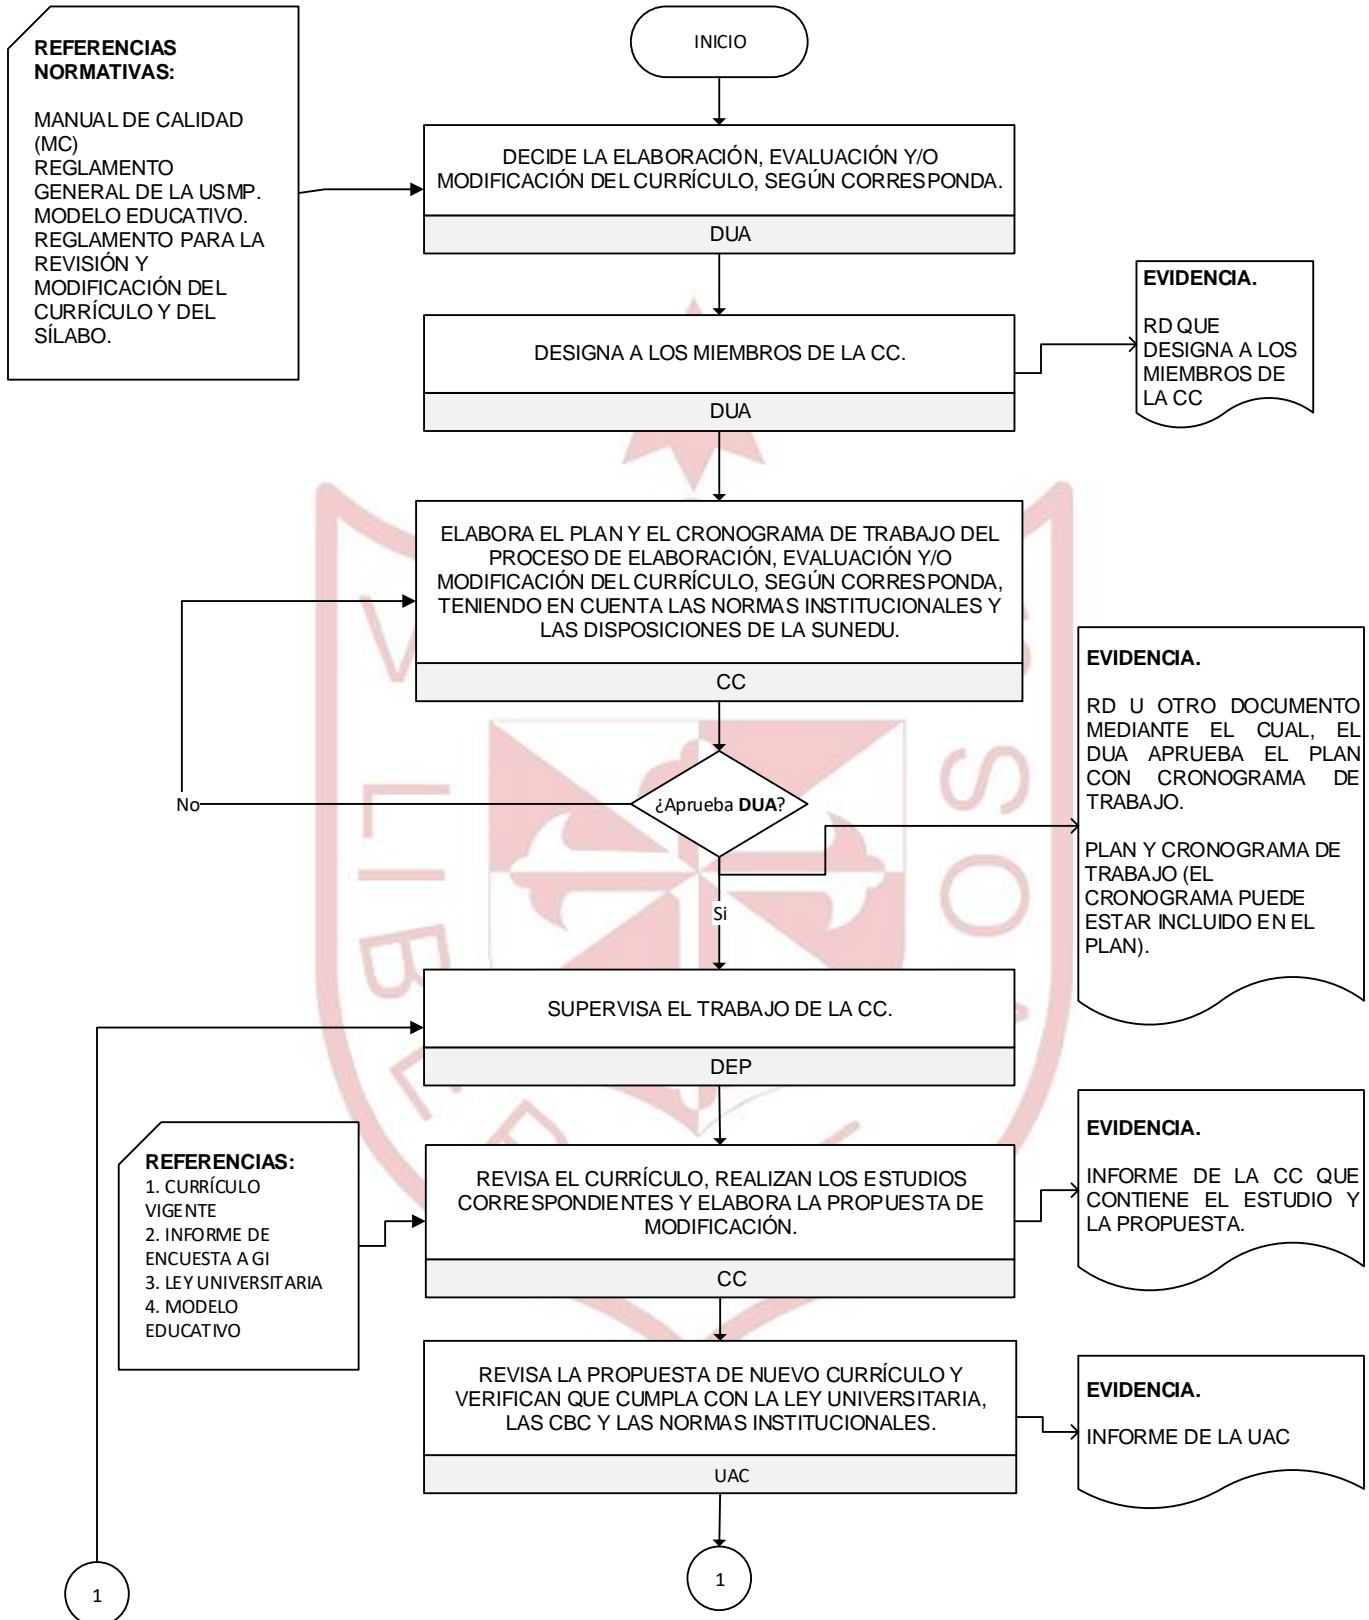 REFERENCIAS
NORMATIVAS:
MANUAL DE CALIDAD
(MC)
REGLAMENTO
GENERAL DE LA USMP.
MODELO EDUCATIVO.
REGLAMENTO PARA LA
REVISIÓN Y
MODIFICACIÓN DEL
CURRÍCULO Y DEL
SÍLABO.
INICIO
DECIDE LA ELABORACIÓN, EVALUACIÓN Y/O
MODIFICACIÓN DEL CURRÍCULO, SEGÚN CORRESPONDA.
DUA
DESIGNA A LOS MIEMBROS DE LA CC.
DUA
EVIDENCIA.
RD QUE
DESIGNA A LOS
MIEMBROS DE
LA CC
ELABORA EL PLAN Y EL CRONOGRAMA DE TRABAJO DEL
PROCESO DE ELABORACIÓN, EVALUACIÓN Y/O
MODIFICACIÓN DEL CURRÍCULO, SEGÚN CORRESPONDA,
TENIENDO EN CUENTA LAS NORMAS INSTITUCIONALES Y
LAS DISPOSICIONES DE LA SUNEDU.
CC
¿Aprueba DUA?
No
Si
EVIDENCIA.
RD U OTRO DOCUMENTO
MEDIANTE EL CUAL, EL
DUA APRUEBA EL PLAN
CON CRONOGRAMA DE
TRABAJO.
PLAN Y CRONOGRAMA DE
TRABAJO (EL
CRONOGRAMA PUEDE
ESTAR INCLUIDO EN EL
PLAN).
SUPERVISA EL TRABAJO DE LA CC.
DEP
REFERENCIAS:
1. CURRÍCULO
VIGENTE
2. INFORME DE
ENCUESTA A GI
3. LEY UNIVERSITARIA
4. MODELO
EDUCATIVO
REVISA EL CURRÍCULO, REALIZAN LOS ESTUDIOS
CORRESPONDIENTES Y ELABORA LA PROPUESTA DE
MODIFICACIÓN.
CC
EVIDENCIA.
INFORME DE LA CC QUE
CONTIENE EL ESTUDIO Y
LA PROPUESTA.
REVISA LA PROPUESTA DE NUEVO CURRÍCULO Y
VERIFICAN QUE CUMPLA CON LA LEY UNIVERSITARIA,
LAS CBC Y LAS NORMAS INSTITUCIONALES.
UAC
EVIDENCIA.
INFORME DE LA UAC
1
1